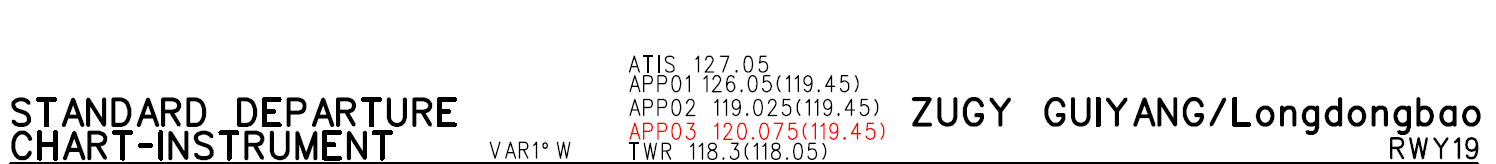 STANDARD DEPARTURE
CHART-INSTRUMENT
VAR1° W
ATIS 127.05
APP01 126.05(119.45)
APP02 119.025(119.45)
APP03 120.075(119.45)
TWR 118.3(118.05)
ZUGY GUIYANG/Longdongbao
RWY19